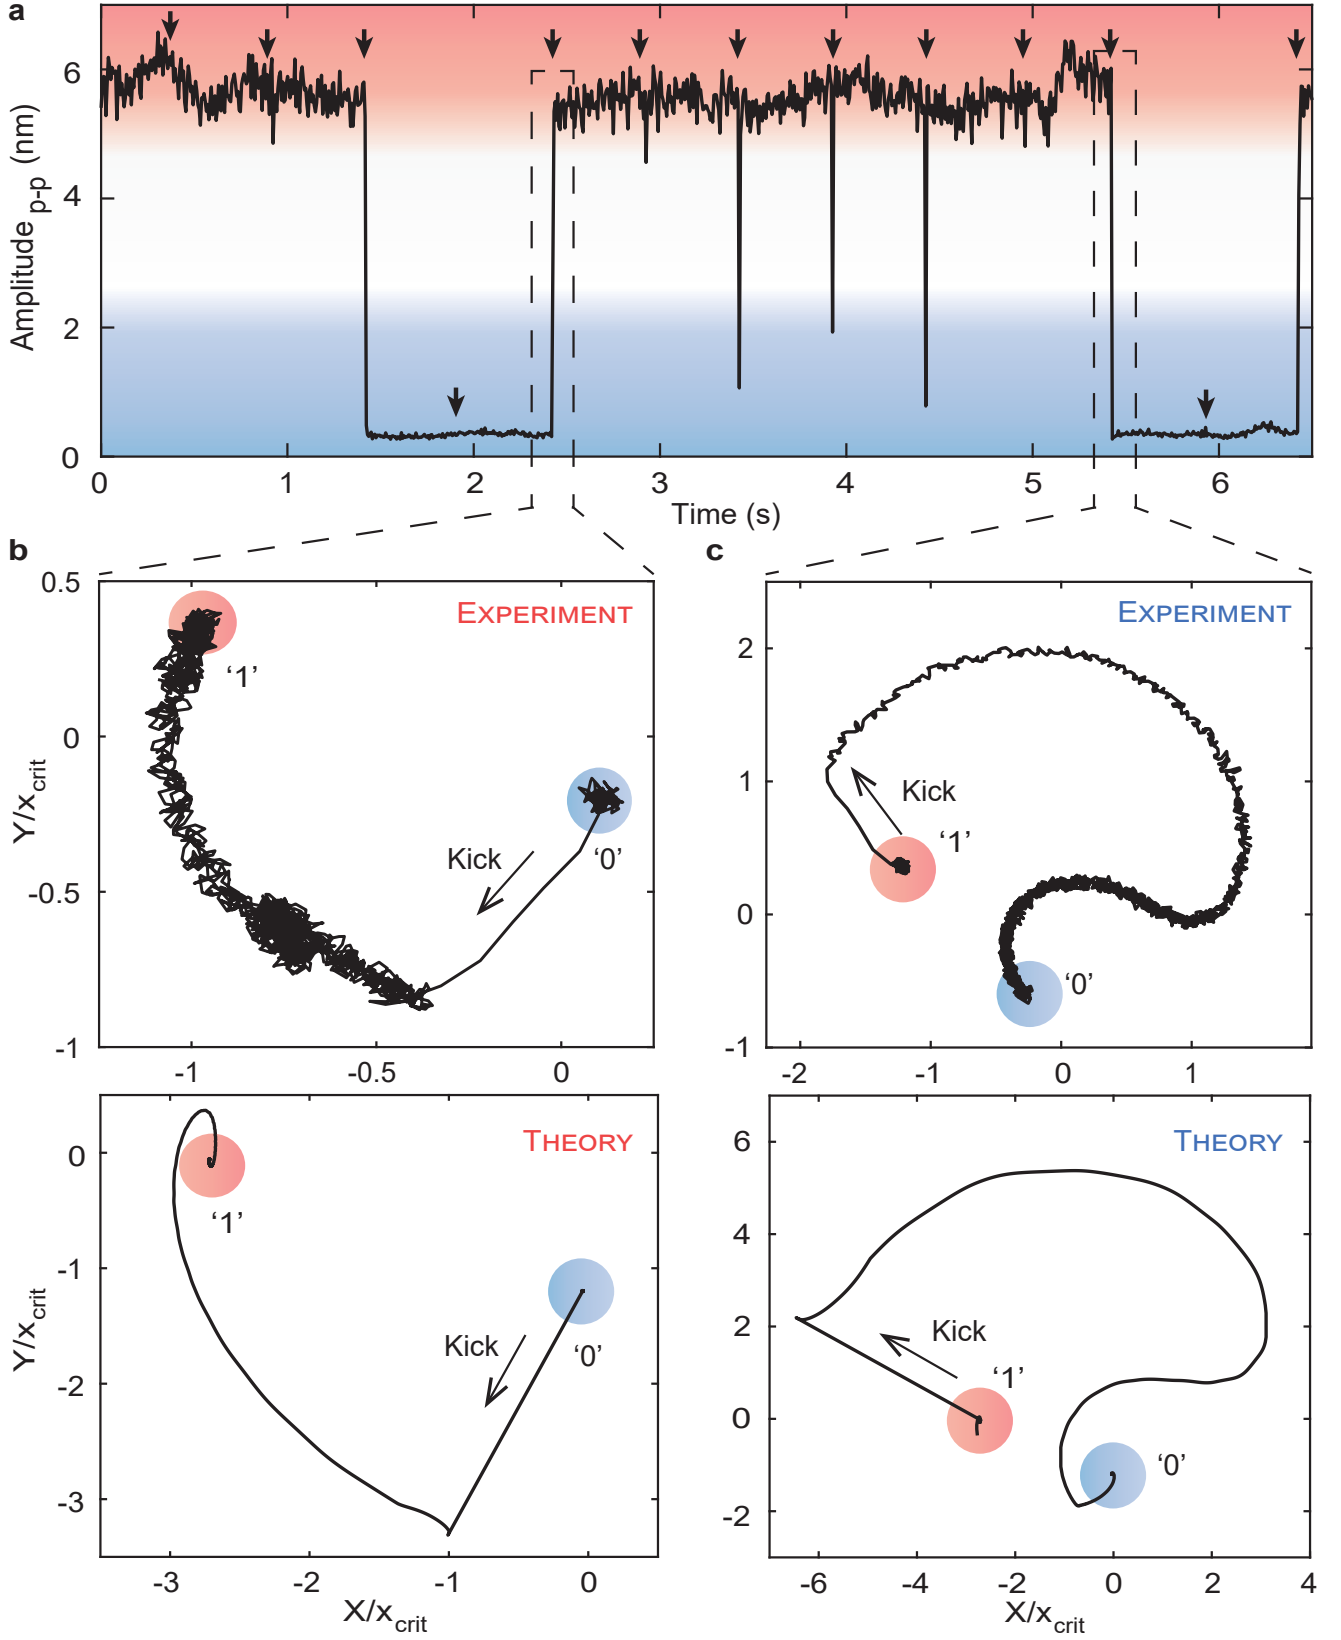 a
Amplitude p-p (nm)
6
4
2
0
0 1 2 3 4 5 6
Time (s)
b
0.5
0
-0.5
-1
Y/xcrit
EXPERIMENT
'1'
Kick
'0'
-1 -0.5 0
c
2
1
0
-1
EXPERIMENT
Kick
'1'
'0'
-2 -1 0 1
0
-1
-2
-3
Y/xcrit
THEORY
'1'
Kick
'0'
-3 -2 -1 0
X/xcrit
6
4
2
0
-2
THEORY
Kick
'1'
'0'
-6 -4 -2 0 2 4
X/xcrit